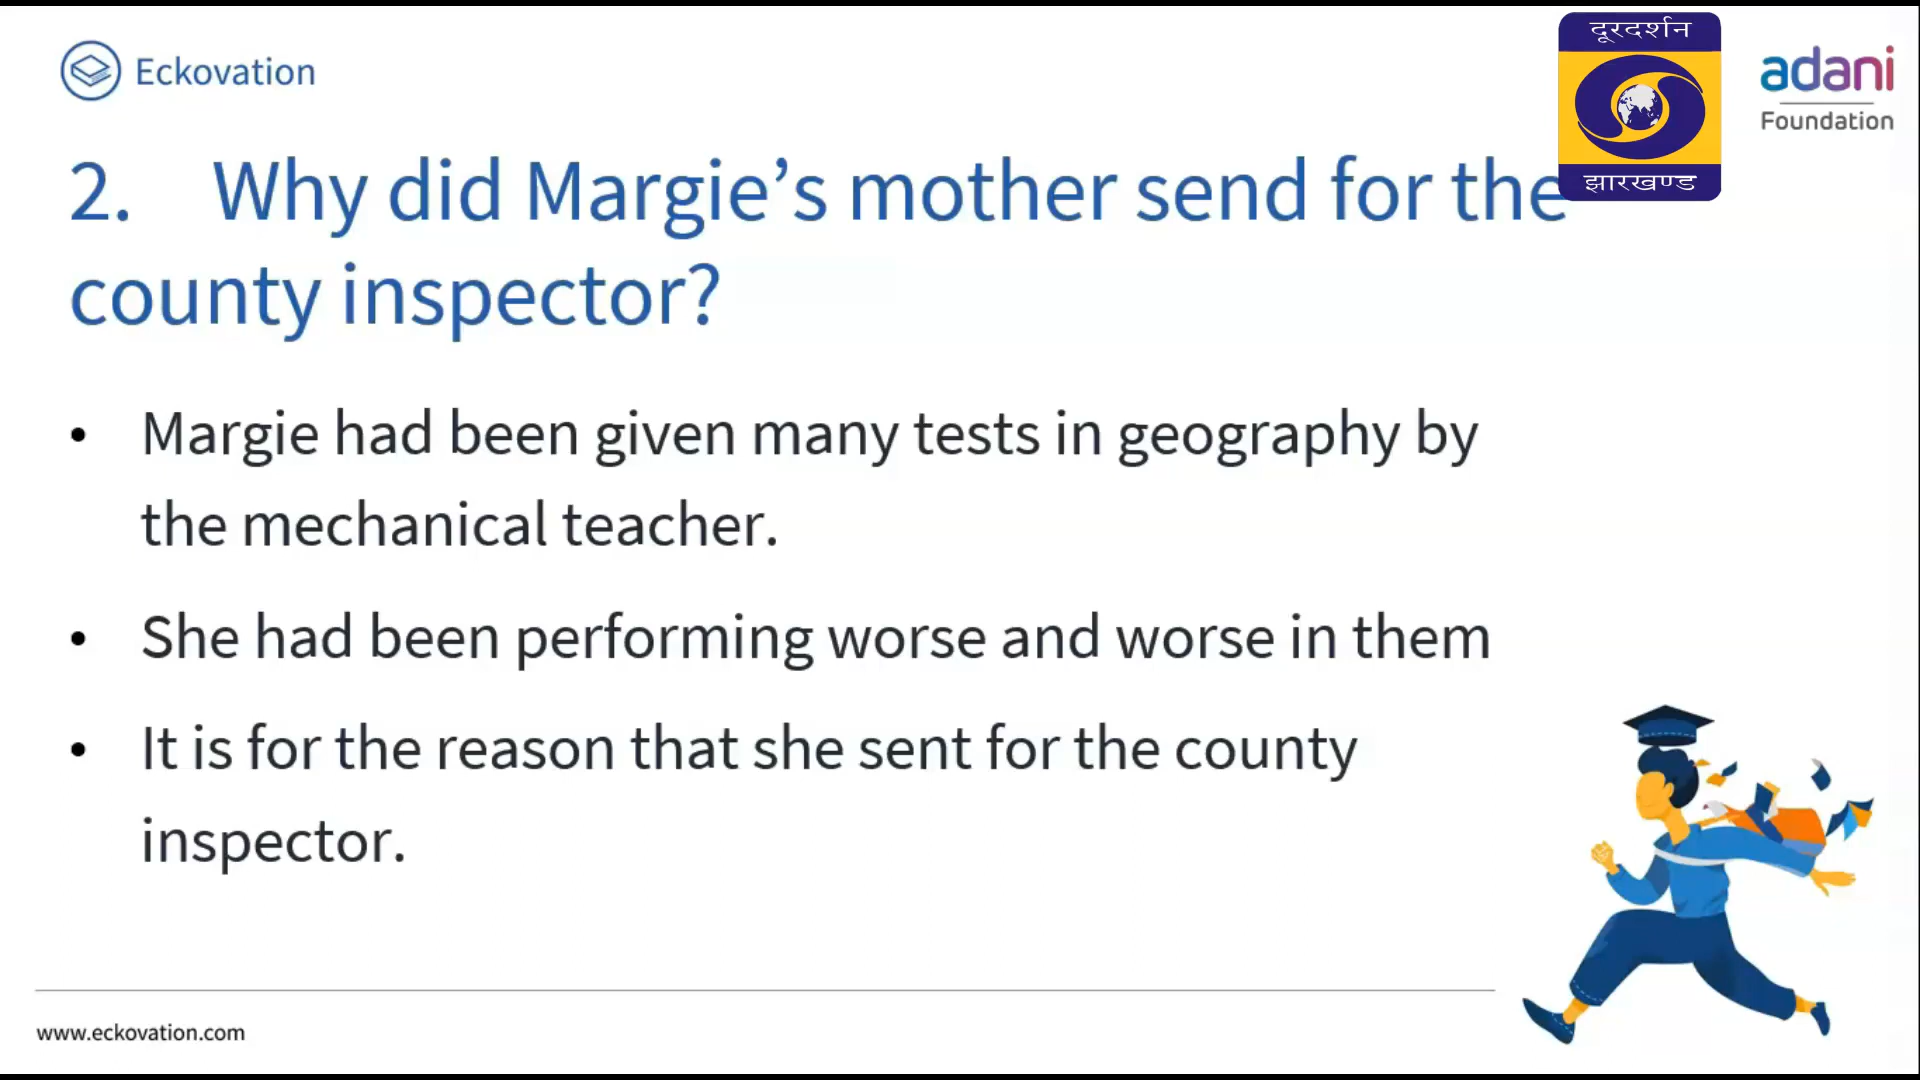 Eckovation
दूरदर्शन
झारखण्ड
adani
Foundation
2. Why did Margie’s mother send for the
county inspector?
• Margie had been given many tests in geography by
the mechanical teacher.
• She had been performing worse and worse in them
• It is for the reason that she sent for the county
inspector.
www.eckovation.com